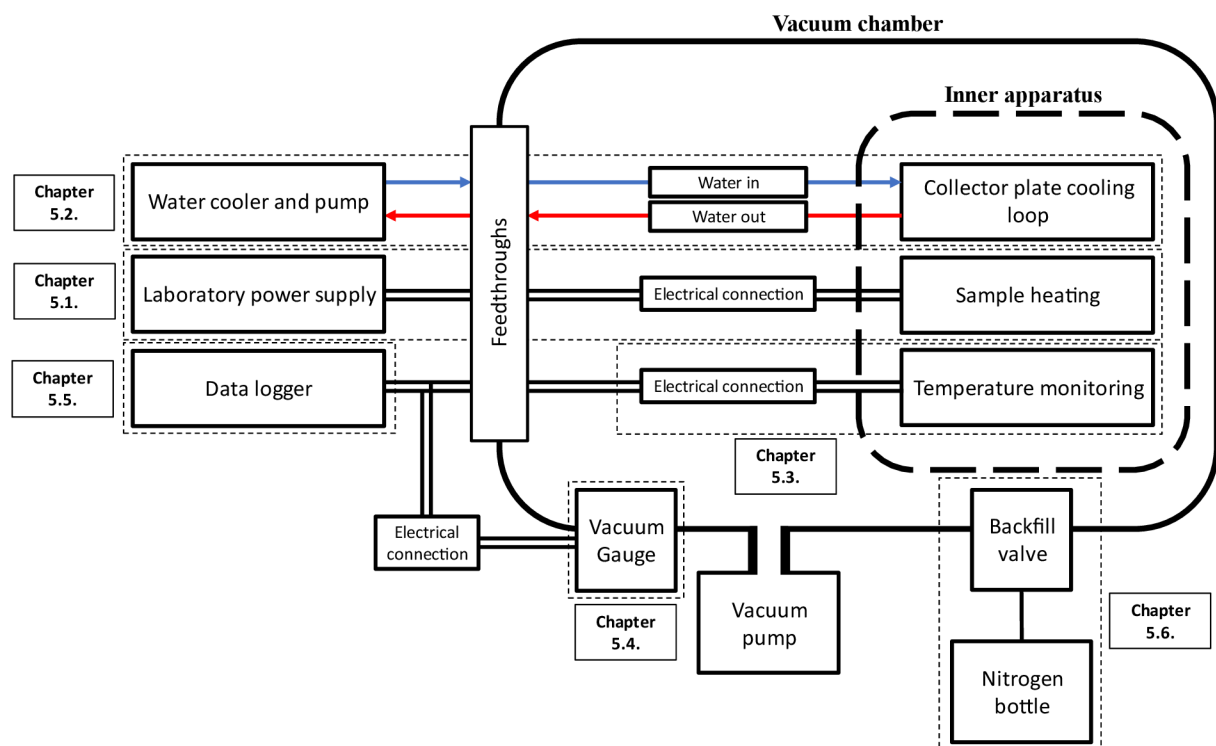 Vacuum chamber
Inner apparatus
Chapter
5.2.
Water cooler and pump
Feedthroughs
Water in
Water out
Collector plate cooling
loop
Chapter
5.1.
Laboratory power supply
Electrical connection
Sample heating
Chapter
5.5.
Data logger
Electrical connection
Temperature monitoring
Chapter
5.3.
Electrical
connection
Vacuum
Gauge
Chapter
5.4.
Vacuum
pump
Backfill
valve
Chapter
5.6.
Nitrogen
bottle